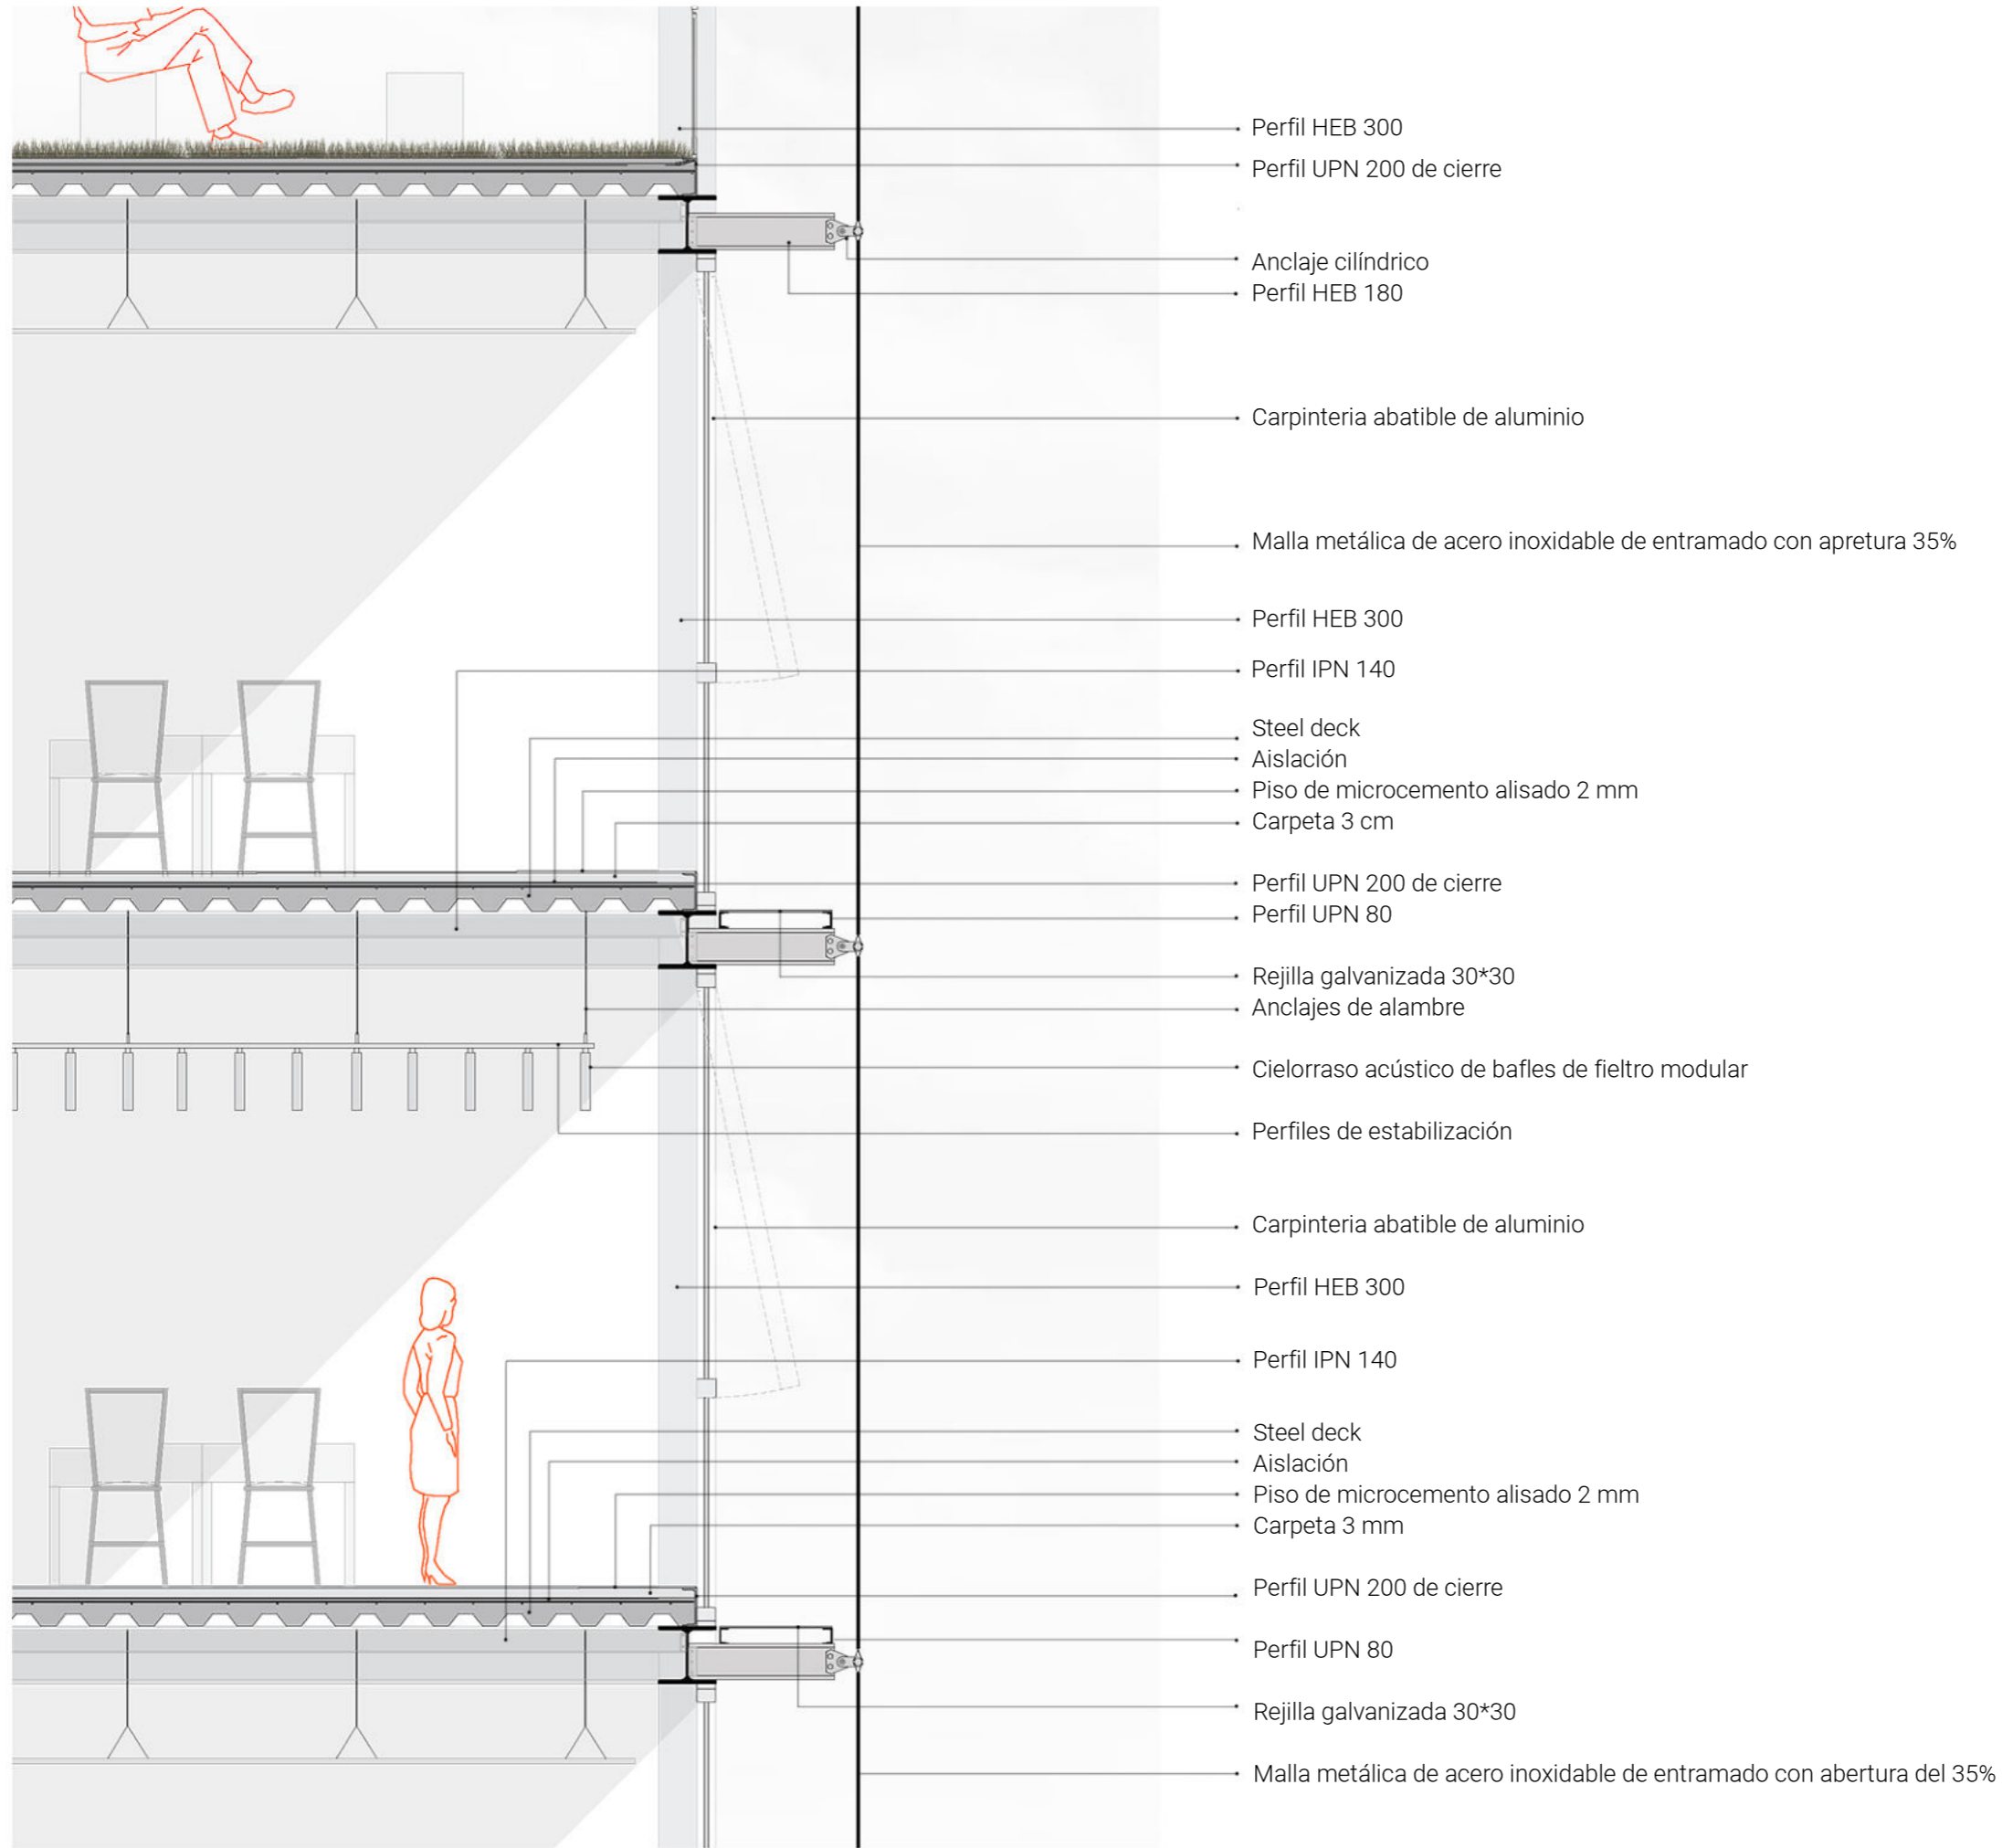 Perfil HEB 300
Perfil UPN 200 de cierre
Anclaje cilíndrico
Perfil HEB 180
Carpinteria abatible de aluminio
Malla metálica de acero inoxidable de entramado con apretura 35%
Perfil HEB 300
Perfil IPN 140
Steel deck
Aislación
Piso de microcemento alisado 2 mm
Carpeta 3 cm
Perfil UPN 200 de cierre
Perfil UPN 80
Rejilla galvanizada 30*30
Anclajes de alambre
Cielorraso acústico de bafles de fieltro modular
Perfiles de estabilización
Carpinteria abatible de aluminio
Perfil HEB 300
Perfil IPN 140
Steel deck
Aislación
Piso de microcemento alisado 2 mm
Carpeta 3 mm
Perfil UPN 200 de cierre
Perfil UPN 80
Rejilla galvanizada 30*30
Malla metálica de acero inoxidable de entramado con abertura del 35%